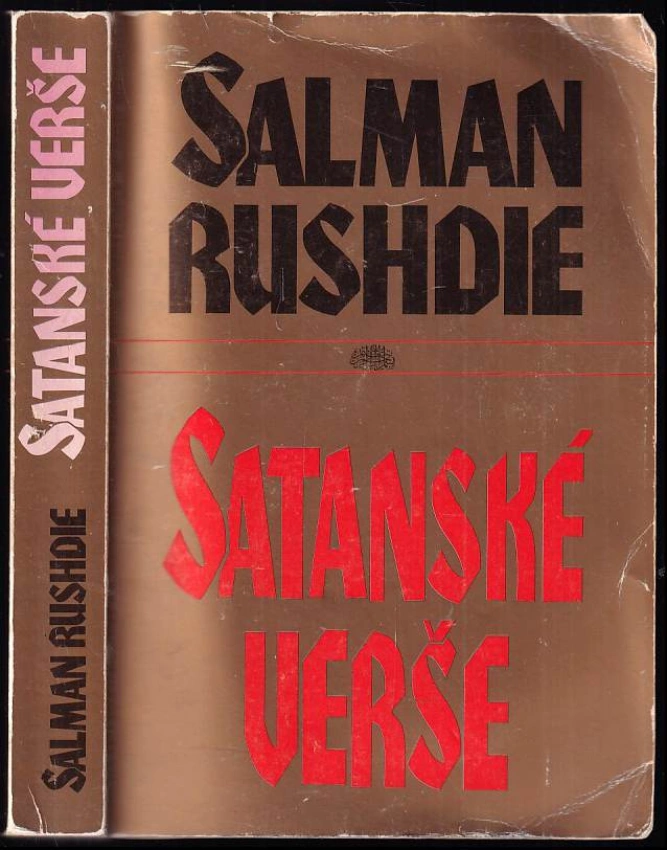 SATANSKÉ VERŠE
SALMAN RUSHDIE
SALMAN
RUSHDIE
SATANSKÉ
VERŠE